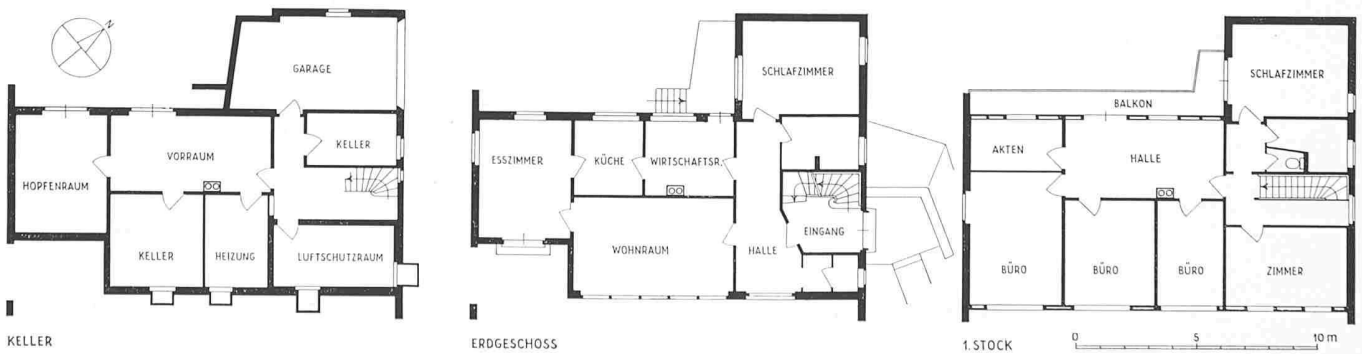 N
GARAGE
KELLER
VORRAUM
HOPFENRAUM
KELLER
HEIZUNG
LUFTSCHUTZRAUM
KELLER
SCHLAFZIMMER
ESSZIMMER
KÜCHE
WIRTSCHAFTSR.
WOHNRAUM
HALLE
EINGANG
ERDGESCHOSS
SCHLAFZIMMER
BALKON
AKTEN
HALLE
BÜRO
BÜRO
BÜRO
ZIMMER
1. STOCK
0 5 10 m